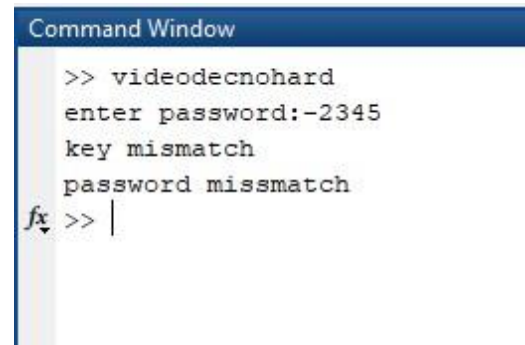 Command Window
>> videodecnohard
enter password:-2345
key mismatch
password missmatch
fx >>